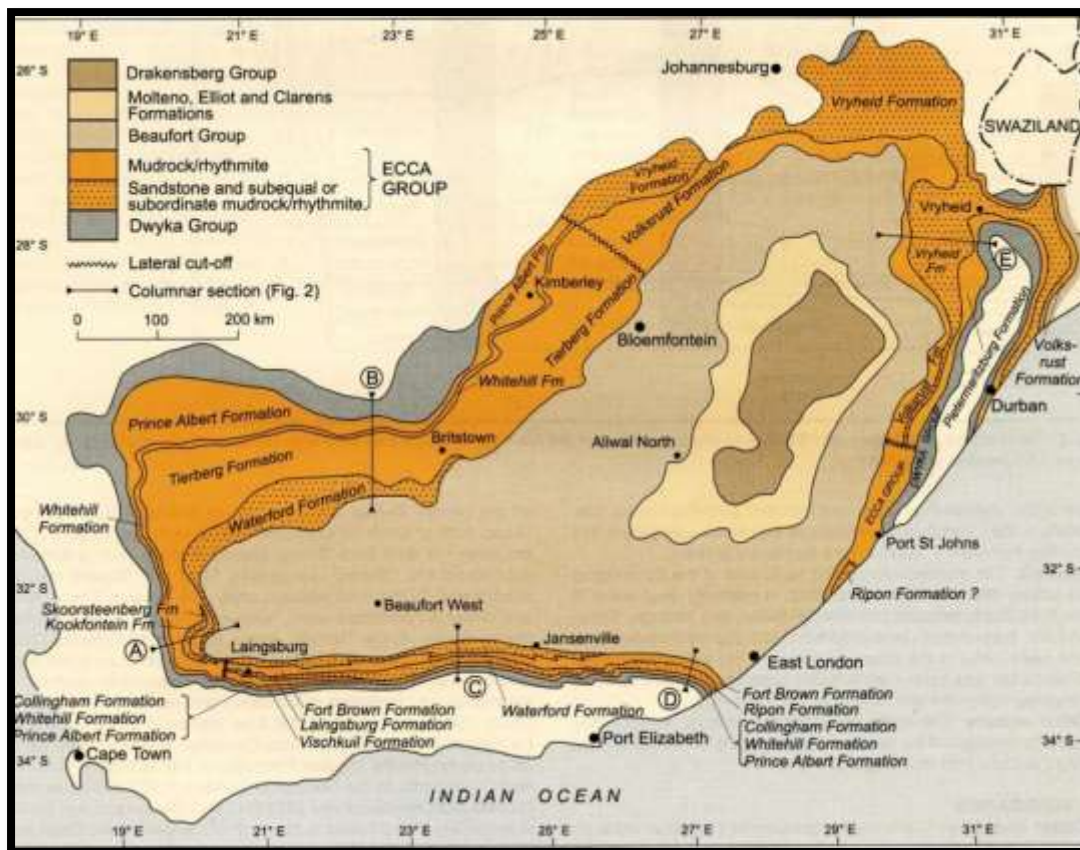 19° E
21° E
23° E
25° E
27° E
29° E
31° E
26° S
28° S
30° S
32° S
34° S
Drakensberg Group
Molteno, Elliot and Clarens
Formations
Beaufort Group
Mudrock/rhythmite
Sandstone and subequal or
subordinate mudrock/rhythmite
ECCA
GROUP
Dwyka Group
Lateral cut-off
Columnar section (Fig. 2)
0 100 200 km
Johannesburg
Vryheid Formation
SWAZILAND
Vryheid
Formation
Volksrust Formation
Vryheid
Vryheid
Fm
E
Prince Albert Fm
Kimberley
Tierberg Formation
Bloemfontein
Whitehill Fm
Pietermaritzburg Formation
Volks-
rust
Formation
Durban
B
Prince Albert Formation
Britstown
Tierberg Formation
Aliwal North
Volksrust Fm
DWYKA GROUP
ECCA GROUP
Waterford Formation
Whitehill
Formation
Port St Johns
32° S
Ripon Formation ?
Skoorsteenberg Fm
Kookfontein Fm
Beaufort West
A
Laingsburg
Jansenville
East London
C
D
Collingham Formation
Whitehill Formation
Prince Albert Formation
Fort Brown Formation
Laingsburg Formation
Vischkuil Formation
Waterford Formation
Fort Brown Formation
Ripon Formation
Collingham Formation
Whitehill Formation
Prince Albert Formation
Port Elizabeth
Cape Town
34° S
INDIAN OCEAN
19° E
21° E
23° E
25° E
27° E
29° E
31° E